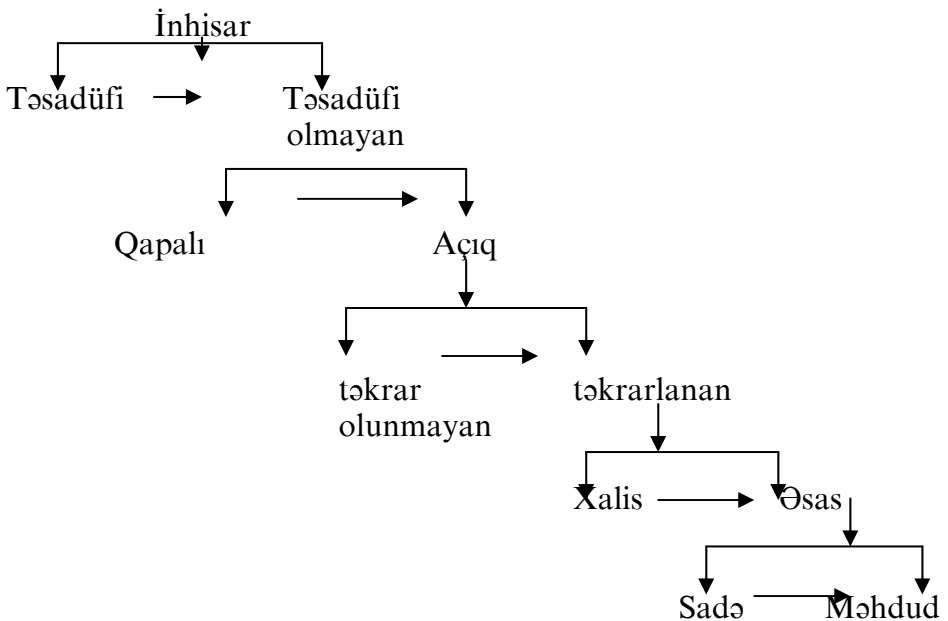 İnhisar
Təsadüfi
Təsadüfi
olmayan
Qapalı
Açıq
təkrar
olunmayan
təkrarlanan
Xalis
Əsas
Sadə
Məhdud